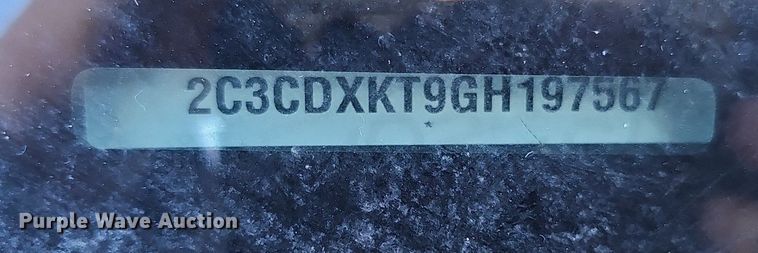 2C3CDXKT9GH197567
Purple Wave Auction